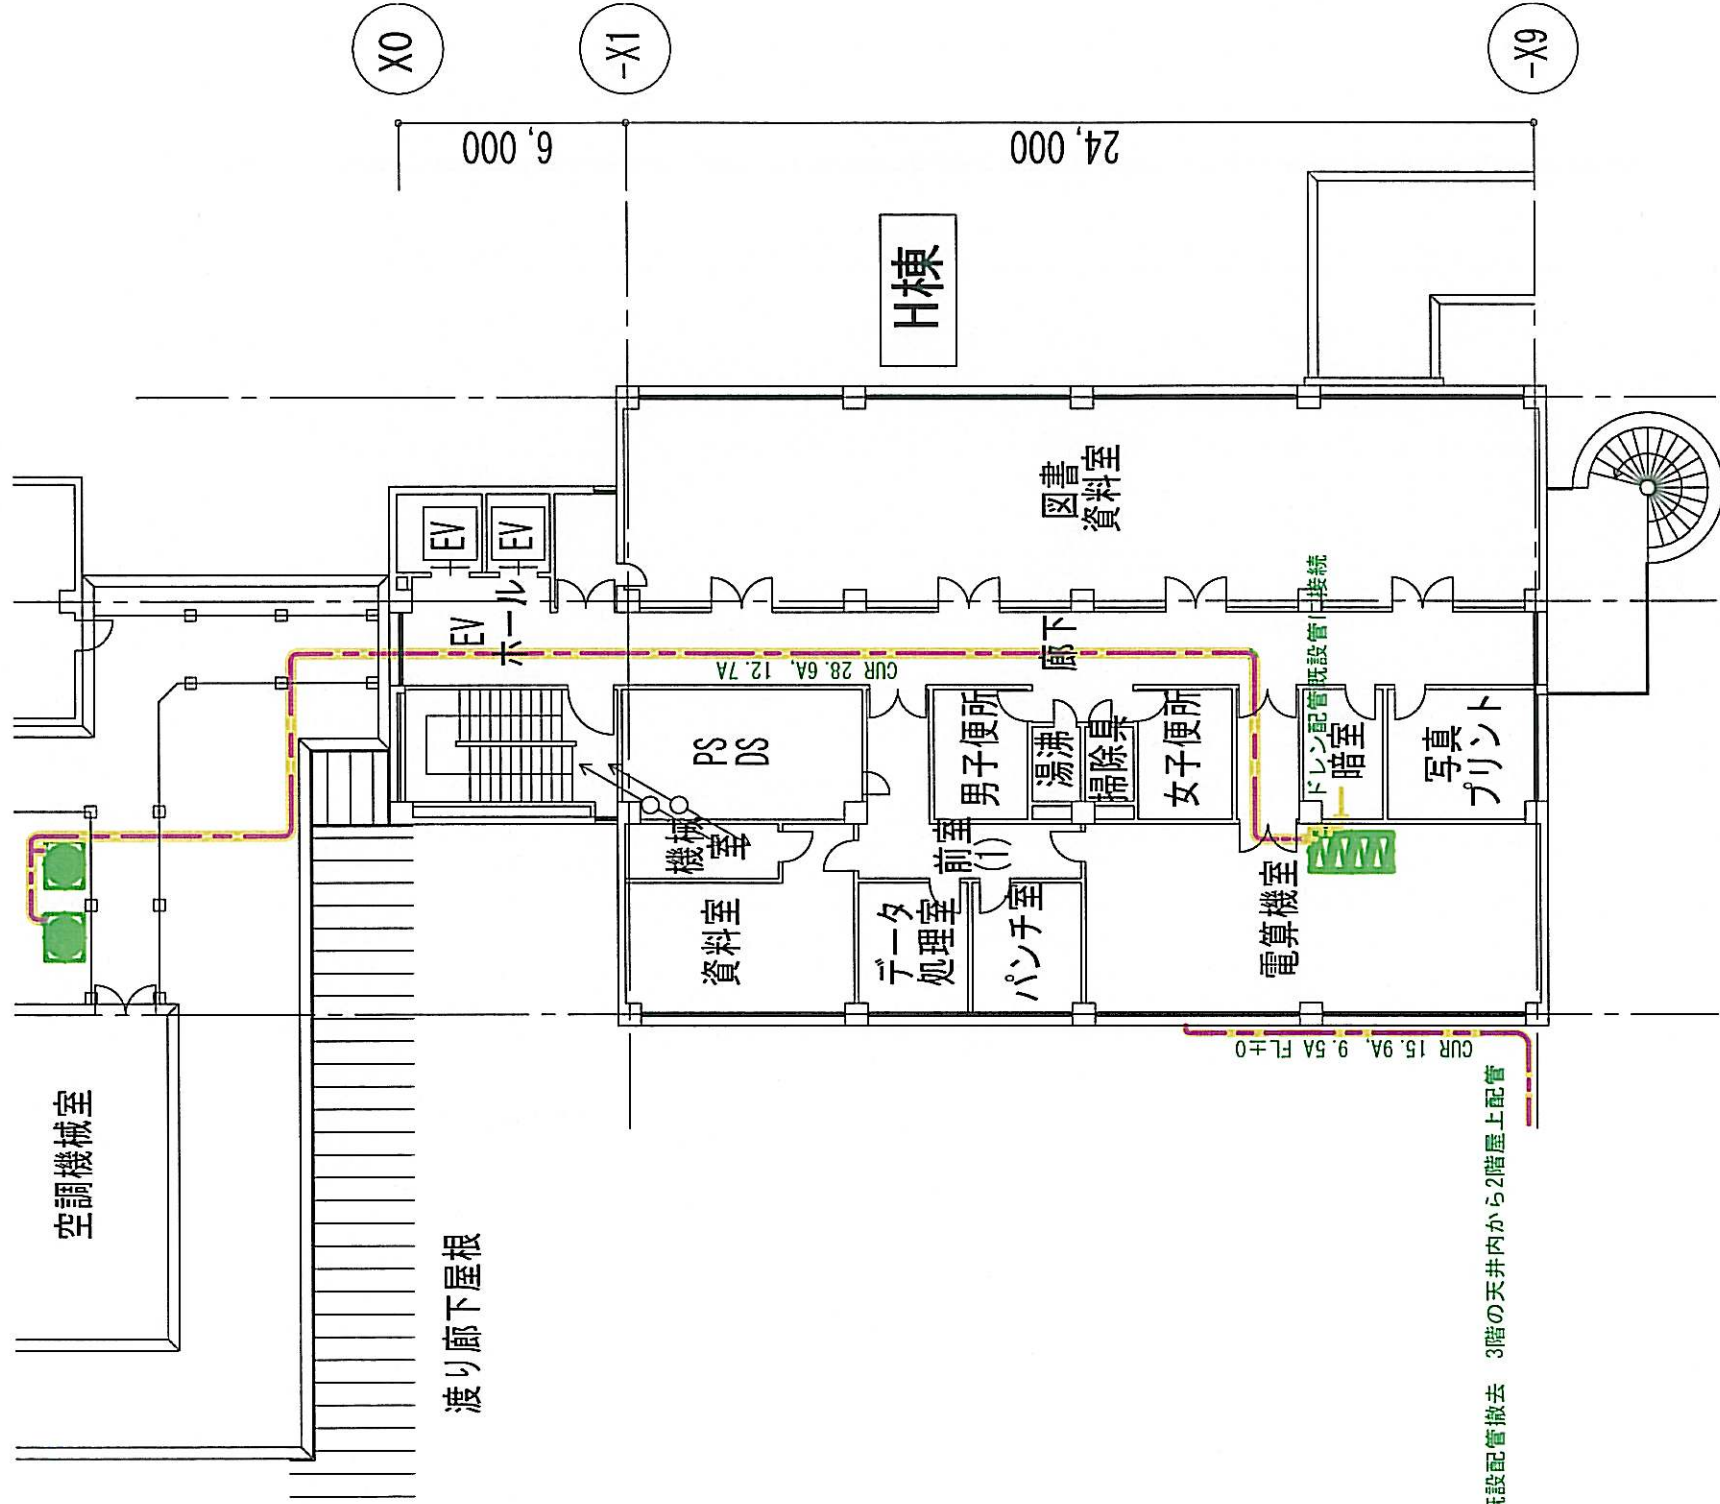 X0
-X1
-X9
6,000
24,000
H棟
EV
EV
EV
ホール
図書
資料室
廊下
CUR 28.6A, 12.7A
PS
DS
男子便所
湯沸
掃除具
女子便所
ドレン配管既設管に接続
暗室
写真
プリント
機械
室
前室
(1)
資料室
データ
処理室
パンチ室
電算機室
CUR 15.9A, 9.5A FL±0
空調機械室
渡り廊下屋根
設配管撤去 3階の天井内から2階屋上配管